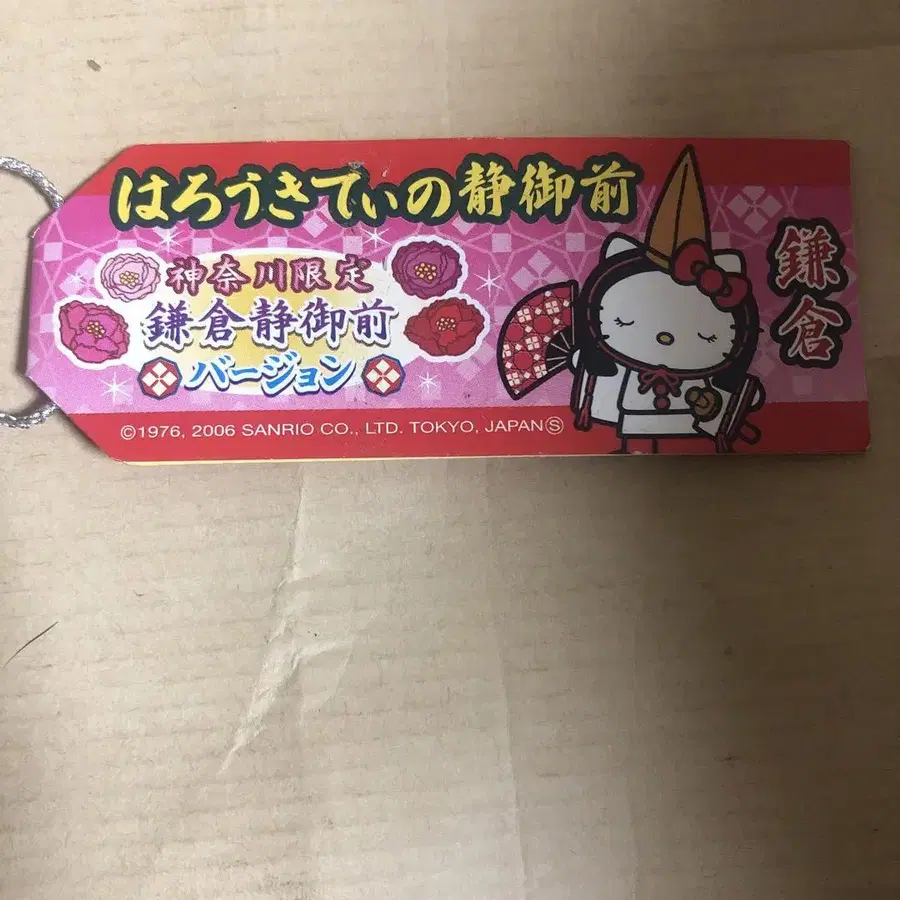 はろうきてぃの静御前
神奈川限定
鎌倉静御前
バージョン
鎌倉
©1976, 2006 SANRIO CO., LTD. TOKYO, JAPANⓈ